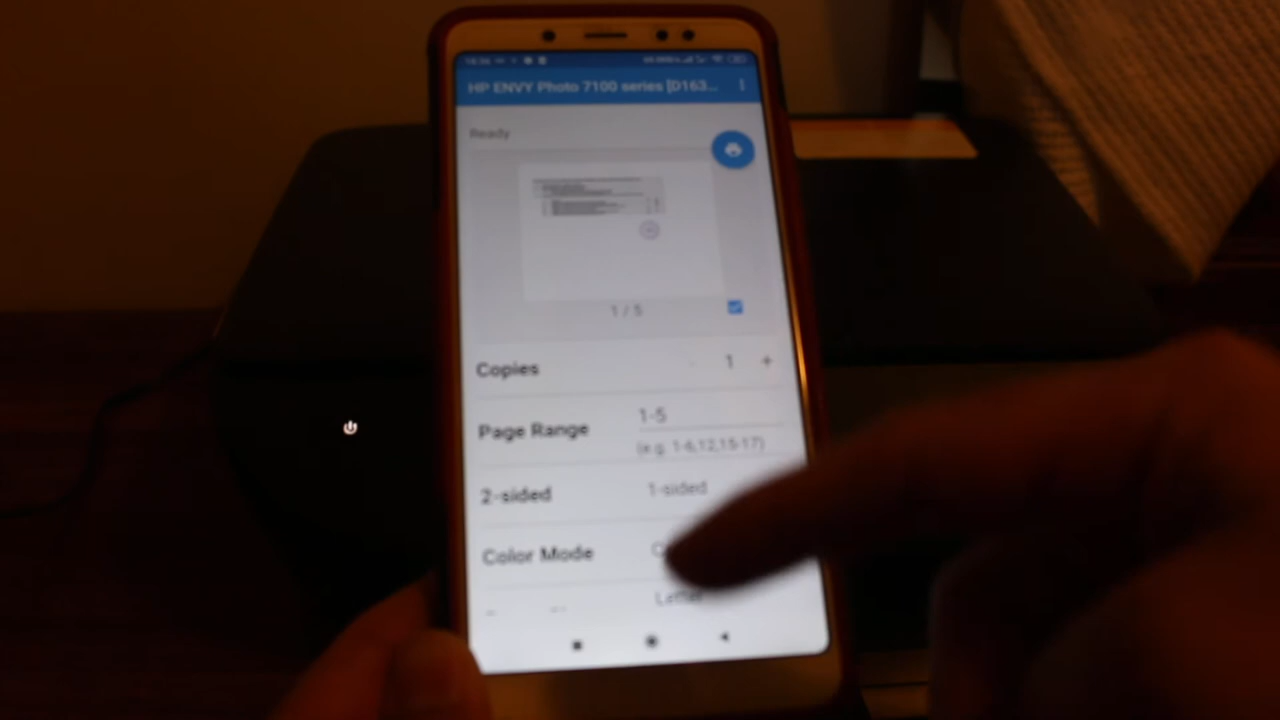 HP ENVY Photo 7100 series [D163...
Ready
1 / 5
Copies - 1 +
Page Range 1-5
(e.g. 1-6,12,15-17)
2-sided 1-sided
Color Mode
Letter